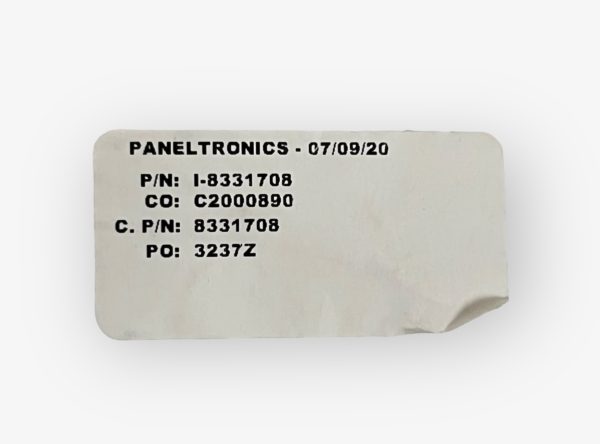 PANELTRONICS - 07/09/20
P/N: I-8331708
CO: C2000890
C. P/N: 8331708
PO: 3237Z